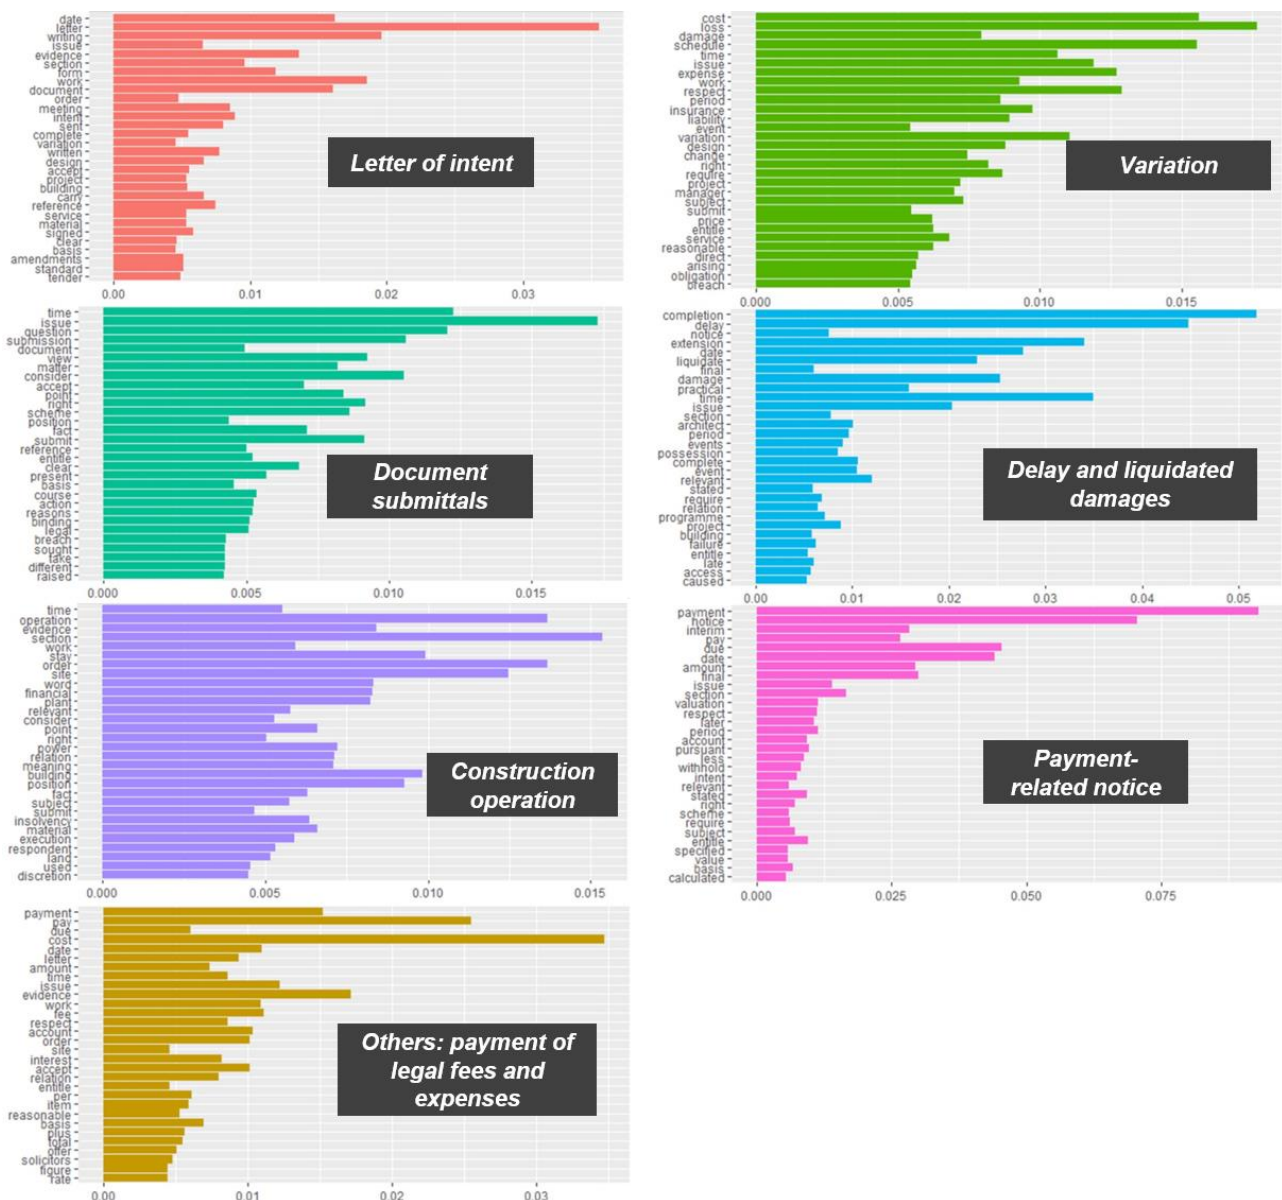 date
letter
writing
issue
evidence
section
form
work
document
order
meeting
intent
sent
complete
variation
written
design
accept
project
building
carry
reference
service
material
signed
clear
basis
amendments
standard
tender
0.00 0.01 0.02 0.03
Letter of intent
cost
loss
damage
schedule
time
issue
expense
work
respect
period
insurance
liability
event
variation
design
change
right
require
project
manager
subject
submit
price
entitle
service
reasonable
direct
arising
obligation
breach
0.000 0.005 0.010 0.015
Variation
time
issue
question
submission
document
view
matter
consider
accept
point
right
scheme
position
fact
submit
reference
entitle
clear
present
basis
course
action
reasons
binding
legal
breach
sought
take
different
raised
0.000 0.005 0.010 0.015
Document
submittals
completion
delay
notice
extension
date
liquidate
final
damage
practical
time
issue
section
architect
period
events
possession
complete
event
relevant
stated
require
relation
programme
project
building
failure
entitle
late
access
caused
0.00 0.01 0.02 0.03 0.04 0.05
Delay and liquidated
damages
time
operation
evidence
section
work
stay
order
site
word
financial
plant
relevant
consider
point
right
power
relation
meaning
building
position
fact
subject
submit
insolvency
material
execution
respondent
land
used
discretion
0.000 0.005 0.010 0.015
Construction
operation
payment
notice
interim
pay
due
date
amount
final
issue
section
valuation
respect
later
period
account
pursuant
less
withhold
intent
relevant
stated
right
scheme
require
subject
entitle
specified
value
basis
calculated
0.000 0.025 0.050 0.075
Payment-
related notice
payment
pay
due
cost
date
letter
amount
time
issue
evidence
work
fee
respect
account
order
site
interest
accept
relation
entitle
per
item
reasonable
basis
plus
total
offer
solicitors
figure
rate
0.00 0.01 0.02 0.03
Others: payment of
legal fees and
expenses